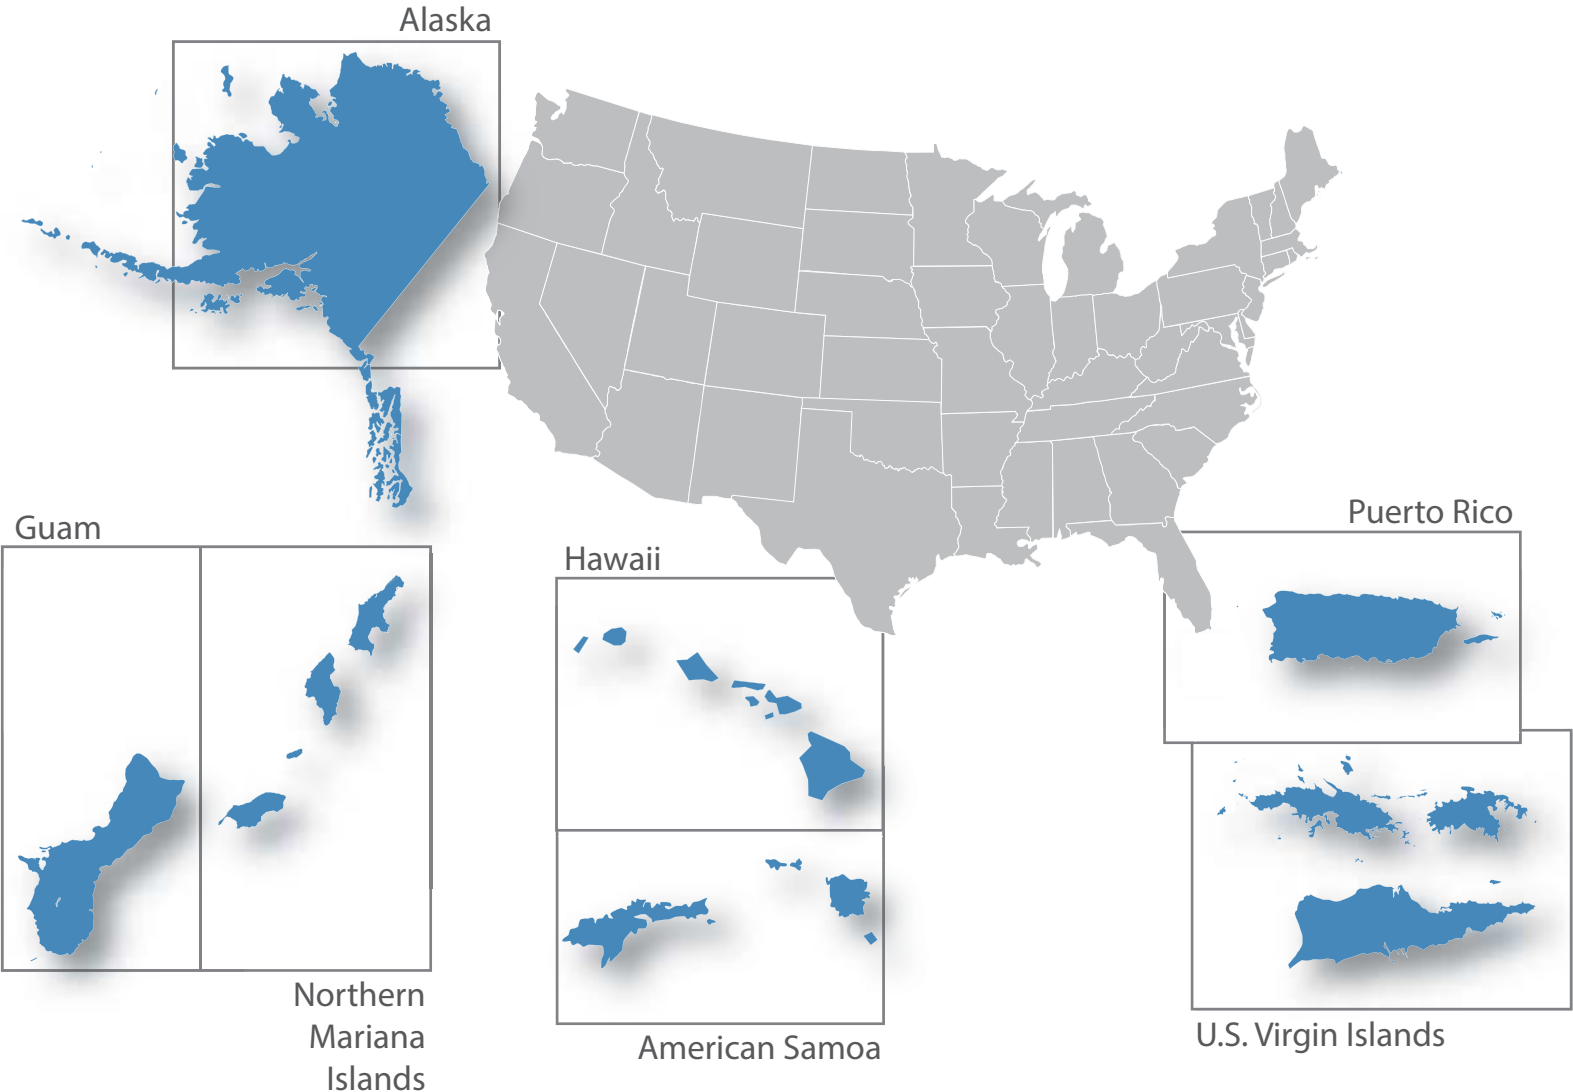 Alaska
Guam
Hawaii
Puerto Rico
Northern
Mariana
Islands
American Samoa
U.S. Virgin Islands